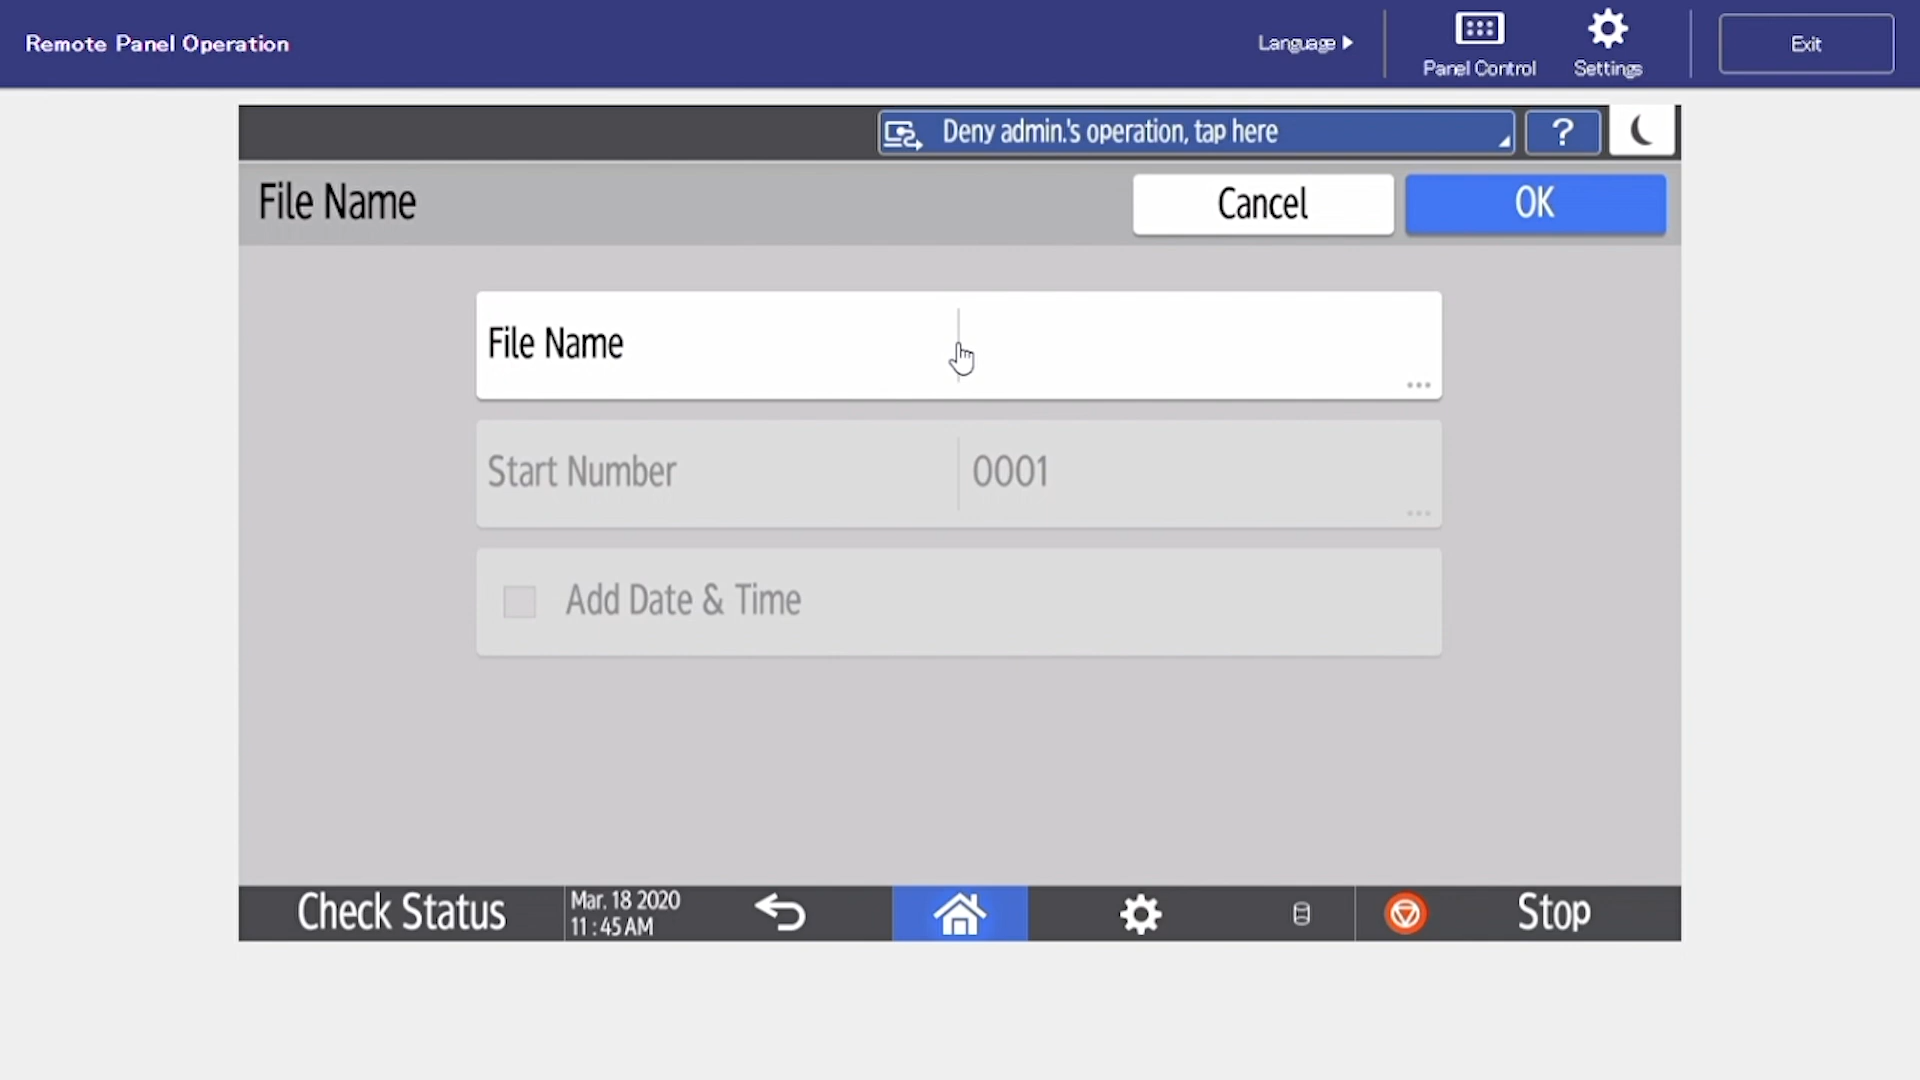 Remote Panel Operation
Language
Panel Control
Settings
Exit
Deny admin.'s operation, tap here
?
File Name
Cancel
OK
File Name
Start Number
0001
Add Date & Time
Check Status
Mar. 18 2020
11 : 45 AM
Stop